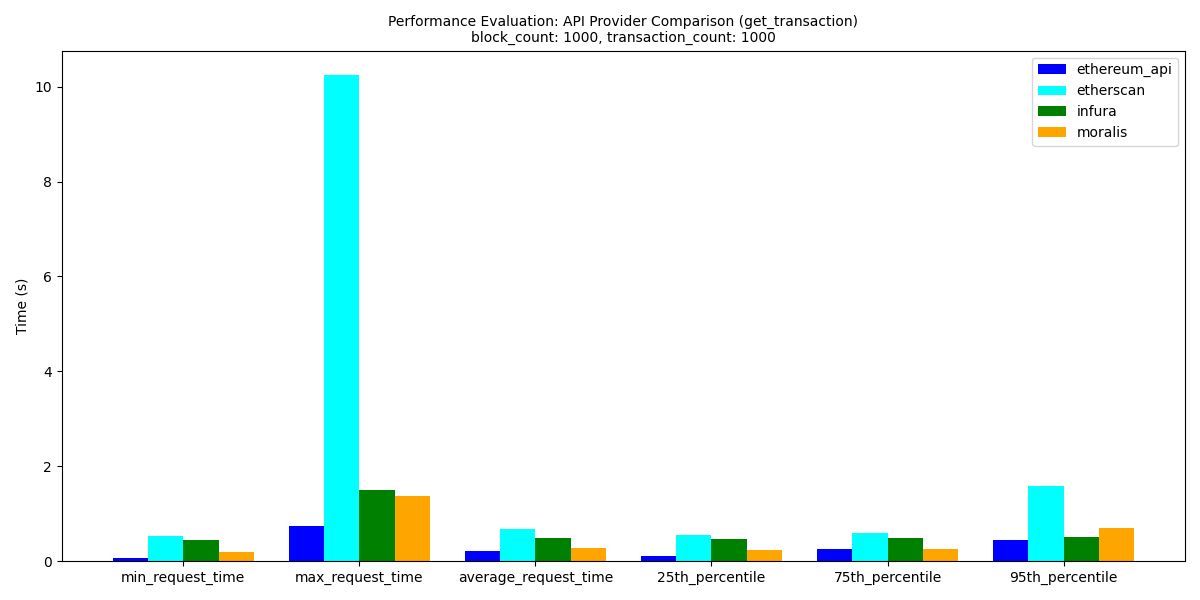 Performance Evaluation: API Provider Comparison (get_transaction)
block_count: 1000, transaction_count: 1000
ethereum_api
etherscan
infura
moralis
Time (s)
10
8
6
4
2
0
min_request_time
max_request_time
average_request_time
25th_percentile
75th_percentile
95th_percentile